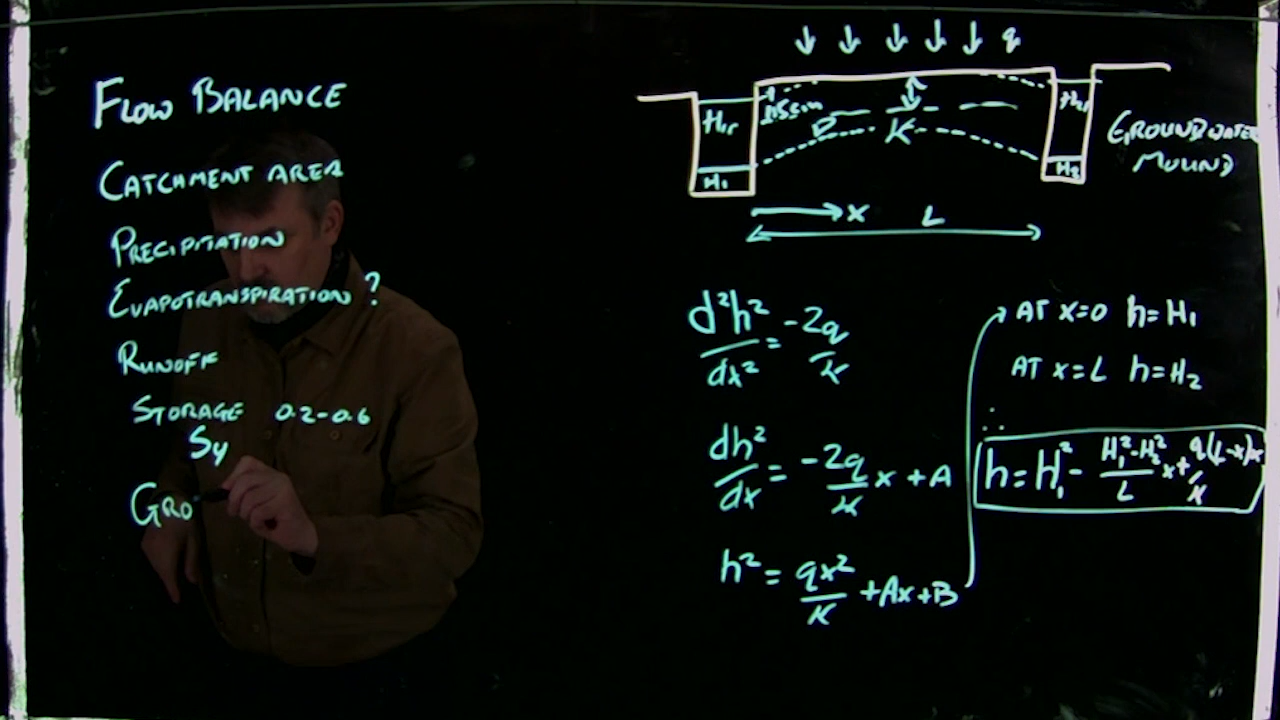 FLOW BALANCE
CATCHMENT AREA
PRECIPITATION
EVAPOTRANSPIRATION ?
RUNOFF
STORAGE 0.2-0.6
Sy
GRO
↓ ↓ ↓ ↓ ↓ q
K
H1
H2
GROUNDWATER
MOUND
x L
d²h²/dx² = -2q/K
dh²/dx = -2q/K x + A
h² = qx²/K + Ax + B
AT x=0 h=H1
AT x=L h=H2
∴
h = H1² - (H1²-H2²)/L x + q/K (L-x)x